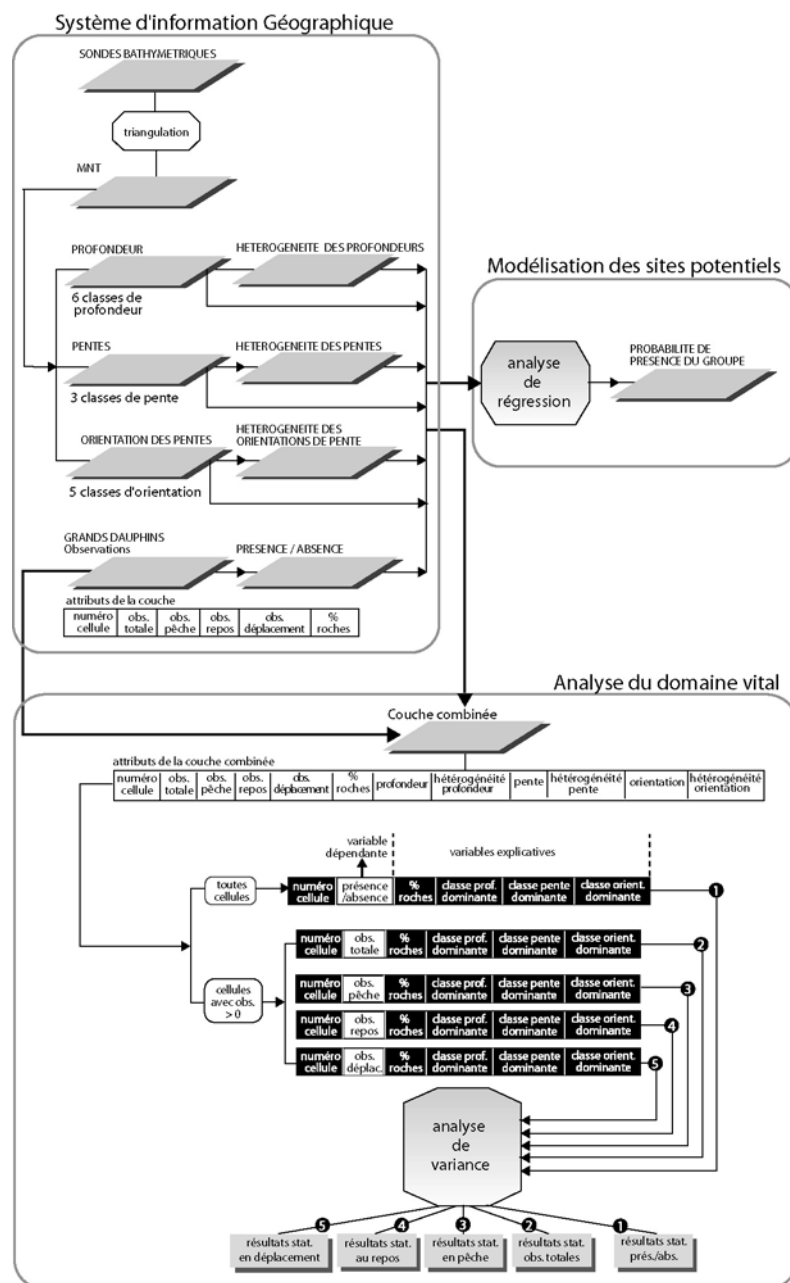 Système d'information Géographique
SONDES BATHYMETRIQUES
triangulation
MNT
PROFONDEUR
HETEROGENEITE DES PROFONDEURS
6 classes de
profondeur
PENTES
HETEROGENEITE DES PENTES
3 classes de pente
ORIENTATION DES PENTES
HETEROGENEITE DES
ORIENTATIONS DE PENTE
5 classes d'orientation
GRANDS DAUPHINS
Observations
PRESENCE / ABSENCE
attributs de la couche
numéro cellule
obs. totale
obs. pêche
obs. repos
obs. déplacement
% roches
Modélisation des sites potentiels
analyse
de
régression
PROBABILITE DE
PRESENCE DU GROUPE
Analyse du domaine vital
Couche combinée
attributs de la couche combinée
numéro cellule
obs. totale
obs. pêche
obs. repos
obs. déplacement
% roches
profondeur
hétérogénéité profondeur
pente
hétérogénéité pente
orientation
hétérogénéité orientation
variable
dépendante
variables explicatives
toutes
cellules
numéro cellule
présence /absence
% roches
classe prof. dominante
classe pente dominante
classe orient. dominante
1
numéro cellule
obs. totale
% roches
classe prof. dominante
classe pente dominante
classe orient. dominante
2
cellules
avec obs.
> 0
numéro cellule
obs. pêche
% roches
classe prof. dominante
classe pente dominante
classe orient. dominante
3
numéro cellule
obs. repos
% roches
classe prof. dominante
classe pente dominante
classe orient. dominante
4
numéro cellule
obs. déplac.
% roches
classe prof. dominante
classe pente dominante
classe orient. dominante
5
analyse
de
variance
5
4
3
2
1
résultats stat.
en déplacement
résultats stat.
au repos
résultats stat.
en pêche
résultats stat.
obs. totales
résultats stat.
prés./abs.